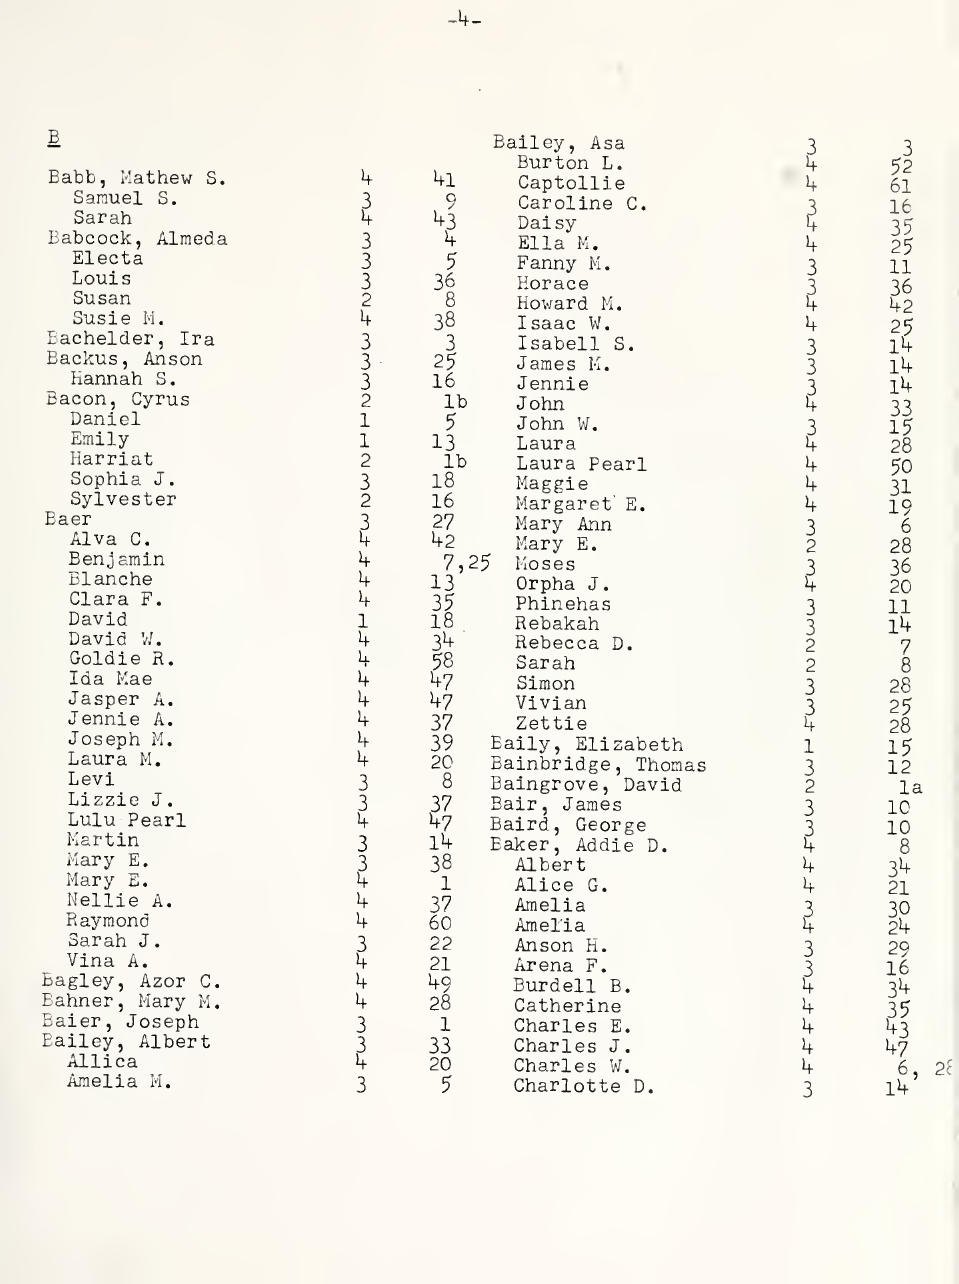 -4-
B
Babb, Mathew S. 4 41
Samuel S. 3 9
Sarah 4 43
Babcock, Almeda 3 4
Electa 3 5
Louis 3 36
Susan 2 8
Susie M. 4 38
Bachelder, Ira 3 3
Backus, Anson 3 25
Hannah S. 3 16
Bacon, Cyrus 2 1b
Daniel 1 5
Emily 1 13
Harriat 2 1b
Sophia J. 3 18
Sylvester 2 16
Baer 3 27
Alva C. 4 42
Benjamin 4 7,25
Blanche 4 13
Clara F. 4 35
David 1 18
David W. 4 34
Goldie R. 4 58
Ida Mae 4 47
Jasper A. 4 47
Jennie A. 4 37
Joseph M. 4 39
Laura M. 4 20
Levi 3 8
Lizzie J. 3 37
Lulu Pearl 4 47
Martin 3 14
Mary E. 3 38
Mary E. 4 1
Nellie A. 4 37
Raymond 4 60
Sarah J. 3 22
Vina A. 4 21
Bagley, Azor C. 4 49
Bahner, Mary M. 4 28
Baier, Joseph 3 1
Bailey, Albert 3 33
Allica 4 20
Amelia M. 3 5
Bailey, Asa 3 3
Burton L. 4 52
Captollie 4 61
Caroline C. 3 16
Daisy 4 35
Ella M. 4 25
Fanny M. 3 11
Horace 3 36
Howard M. 4 42
Isaac W. 4 25
Isabell S. 3 14
James M. 3 14
Jennie 3 14
John 4 33
John W. 3 15
Laura 4 28
Laura Pearl 4 50
Maggie 4 31
Margaret E. 4 19
Mary Ann 3 6
Mary E. 2 28
Moses 3 36
Orpha J. 4 20
Phinehas 3 11
Rebakah 3 14
Rebecca D. 2 7
Sarah 2 8
Simon 3 28
Vivian 3 25
Zettie 4 28
Baily, Elizabeth 1 15
Bainbridge, Thomas 3 12
Baingrove, David 2 1a
Bair, James 3 10
Baird, George 3 10
Baker, Addie D. 4 8
Albert 4 34
Alice G. 4 21
Amelia 3 30
Amelia 4 24
Anson H. 3 29
Arena F. 3 16
Burdell B. 4 34
Catherine 4 35
Charles E. 4 43
Charles J. 4 47
Charles W. 4 6,
Charlotte D. 3 14